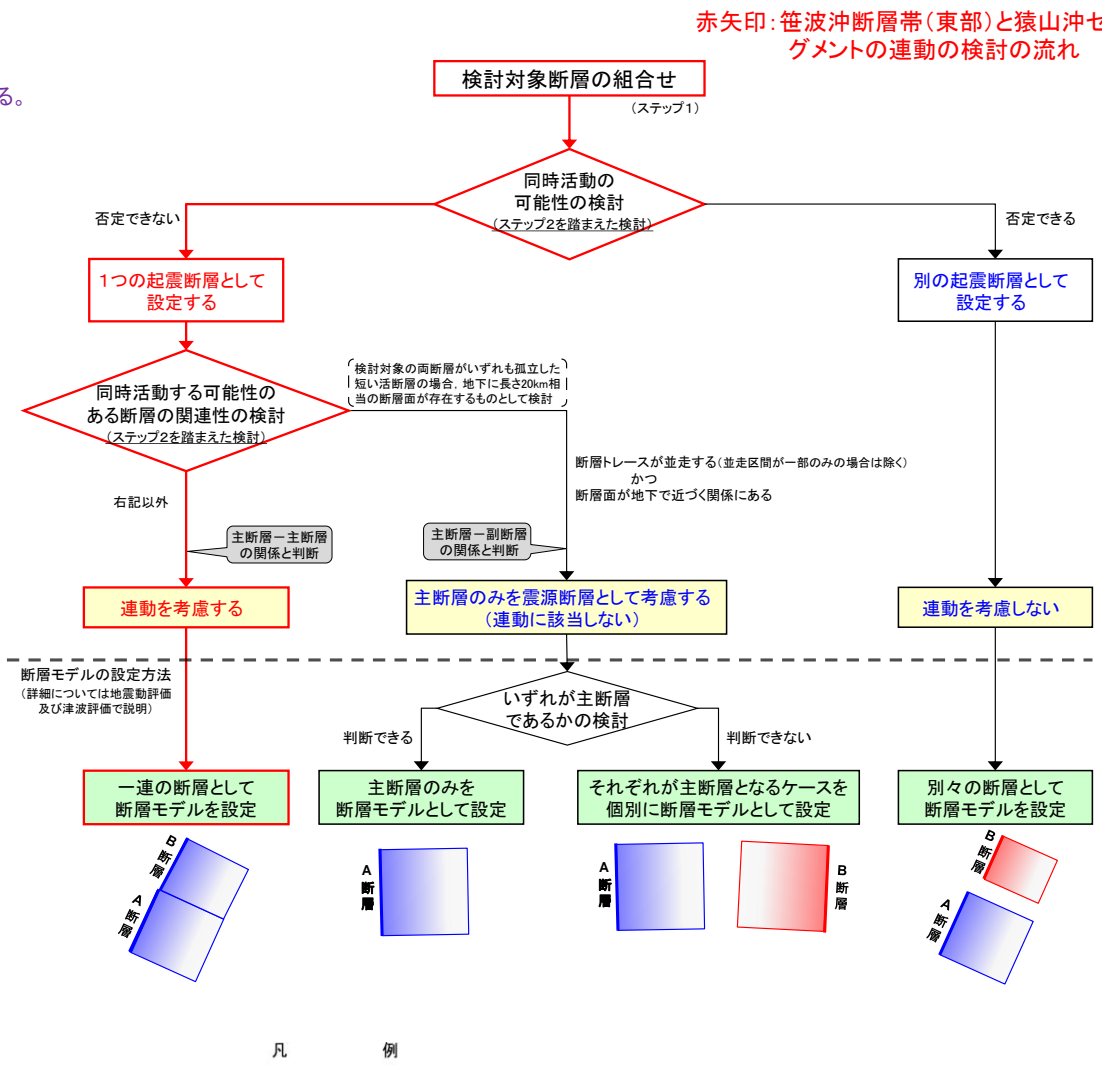 赤矢印：笹波沖断層帯（東部）と猿山沖セ
グメントの連動の検討の流れ
る。
検討対象断層の組合せ
（ステップ１）
同時活動の
可能性の検討
（ステップ2を踏まえた検討）
否定できない
否定できる
１つの起震断層として
設定する
別の起震断層として
設定する
同時活動する可能性の
ある断層の関連性の検討
（ステップ2を踏まえた検討）
検討対象の両断層がいずれも孤立した
短い活断層の場合，地下に長さ20km相
当の断層面が存在するものとして検討
断層トレースが並走する（並走区間が一部のみの場合は除く）
かつ
断層面が地下で近づく関係にある
右記以外
主断層－主断層
の関係と判断
主断層－副断層
の関係と判断
連動を考慮する
主断層のみを震源断層として考慮する
（連動に該当しない）
連動を考慮しない
断層モデルの設定方法
（詳細については地震動評価
及び津波評価で説明）
いずれが主断層
であるかの検討
判断できる
判断できない
一連の断層として
断層モデルを設定
主断層のみを
断層モデルとして設定
それぞれが主断層となるケースを
個別に断層モデルとして設定
別々の断層として
断層モデルを設定
B断層
A断層
A断層
A断層
B断層
B断層
A断層
凡　例